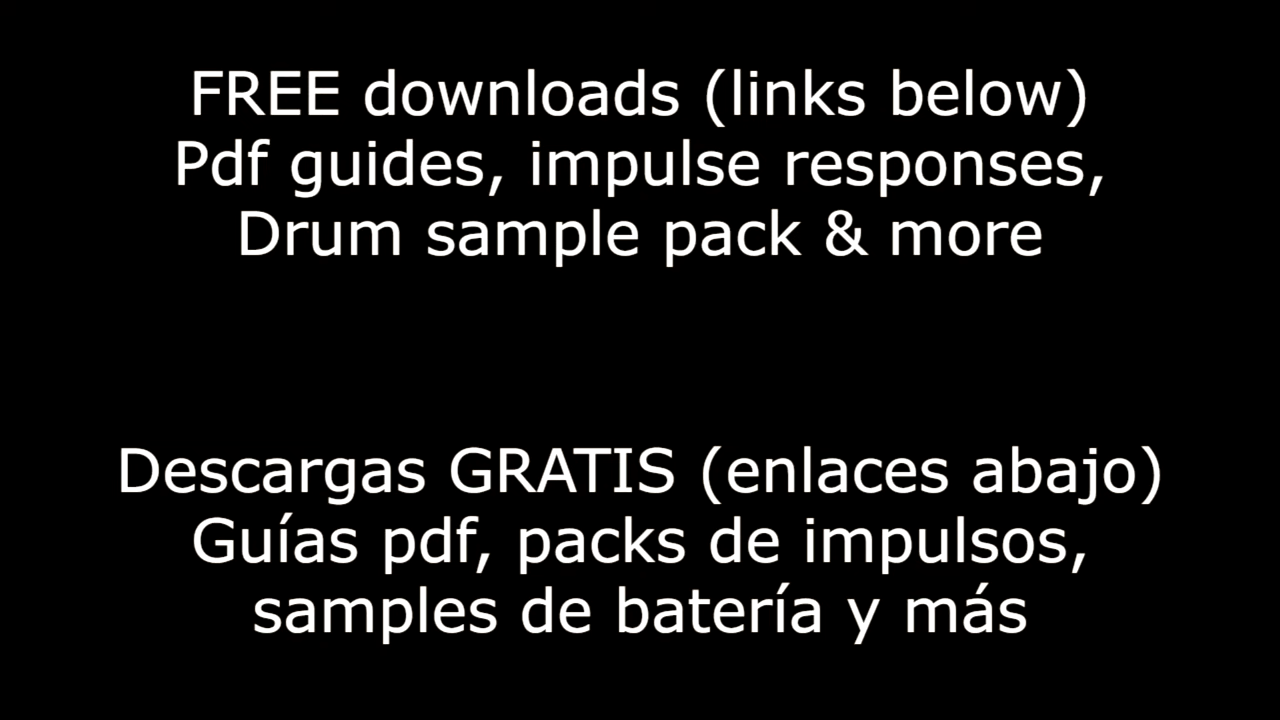 FREE downloads (links below)
Pdf guides, impulse responses,
Drum sample pack & more
Descargas GRATIS (enlaces abajo)
Guías pdf, packs de impulsos,
samples de batería y más